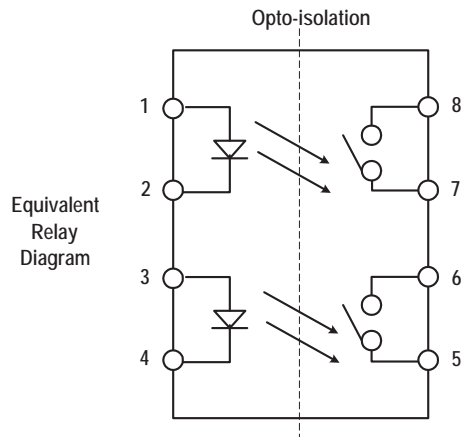 Opto-isolation
1
8
2
7
Equivalent
Relay
Diagram
3
6
4
5